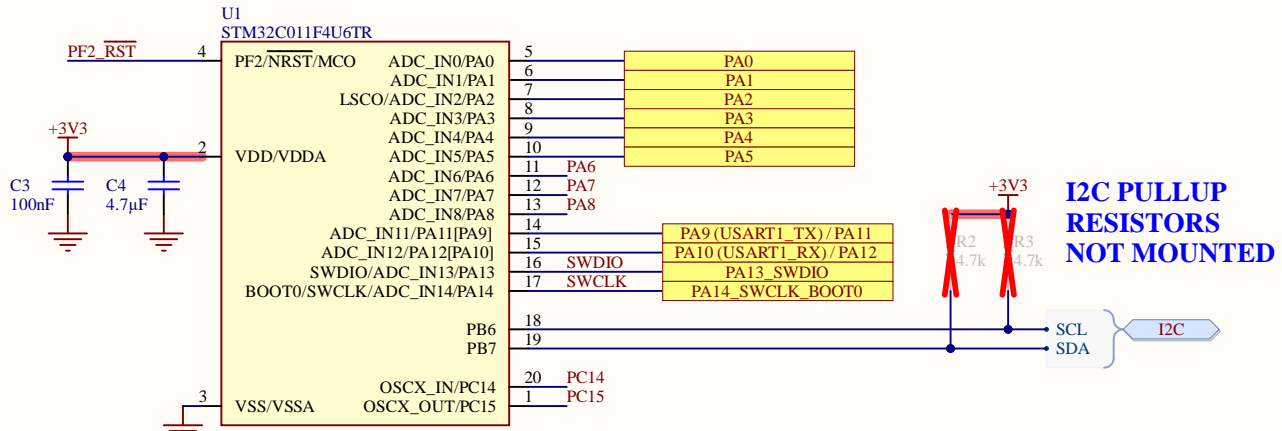 U1
STM32C011F4U6TR
PF2_RST
4
PF2/NRST/MCO
ADC_IN0/PA0
5
PA0
ADC_IN1/PA1
6
PA1
LSCO/ADC_IN2/PA2
7
PA2
ADC_IN3/PA3
8
PA3
ADC_IN4/PA4
9
PA4
+3V3
2
VDD/VDDA
ADC_IN5/PA5
10
PA5
ADC_IN6/PA6
11
PA6
C3
100nF
C4
4.7µF
ADC_IN7/PA7
12
PA7
ADC_IN8/PA8
13
PA8
ADC_IN11/PA11[PA9]
14
PA9 (USART1_TX) / PA11
ADC_IN12/PA12[PA10]
15
PA10 (USART1_RX) / PA12
SWDIO/ADC_IN13/PA13
16
SWDIO
PA13_SWDIO
BOOT0/SWCLK/ADC_IN14/PA14
17
SWCLK
PA14_SWCLK_BOOT0
+3V3
R2
4.7k
R3
4.7k
I2C PULLUP
RESISTORS
NOT MOUNTED
PB6
18
SCL
PB7
19
SDA
I2C
OSCX_IN/PC14
20
PC14
3
VSS/VSSA
OSCX_OUT/PC15
1
PC15